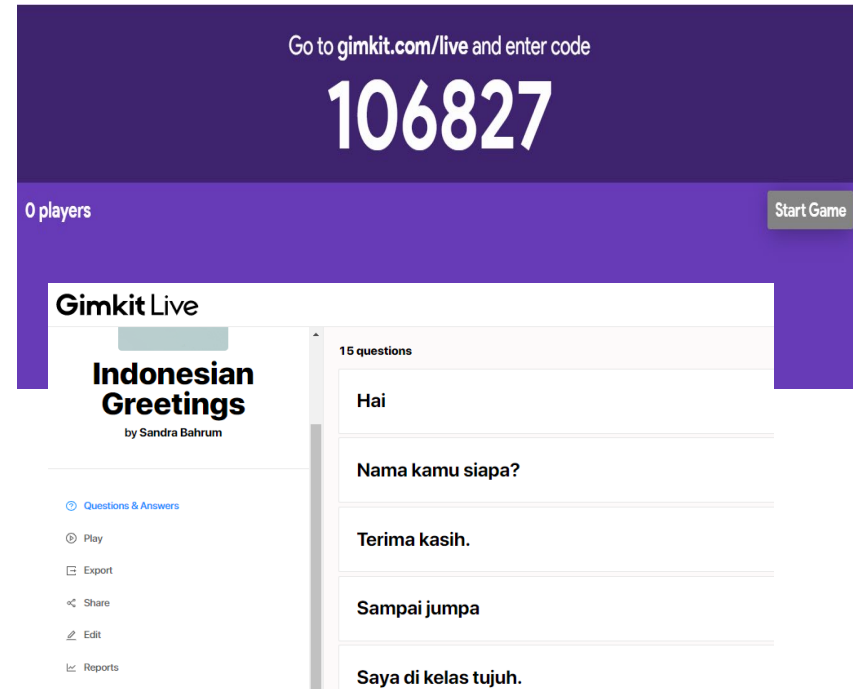 Go to gimkit.com/live and enter code
106827
0 players
Start Game
Gimkit Live
Indonesian
Greetings
by Sandra Bahrum
Questions & Answers
Play
Export
Share
Edit
Reports
15 questions
Hai
Nama kamu siapa?
Terima kasih.
Sampai jumpa
Saya di kelas tujuh.